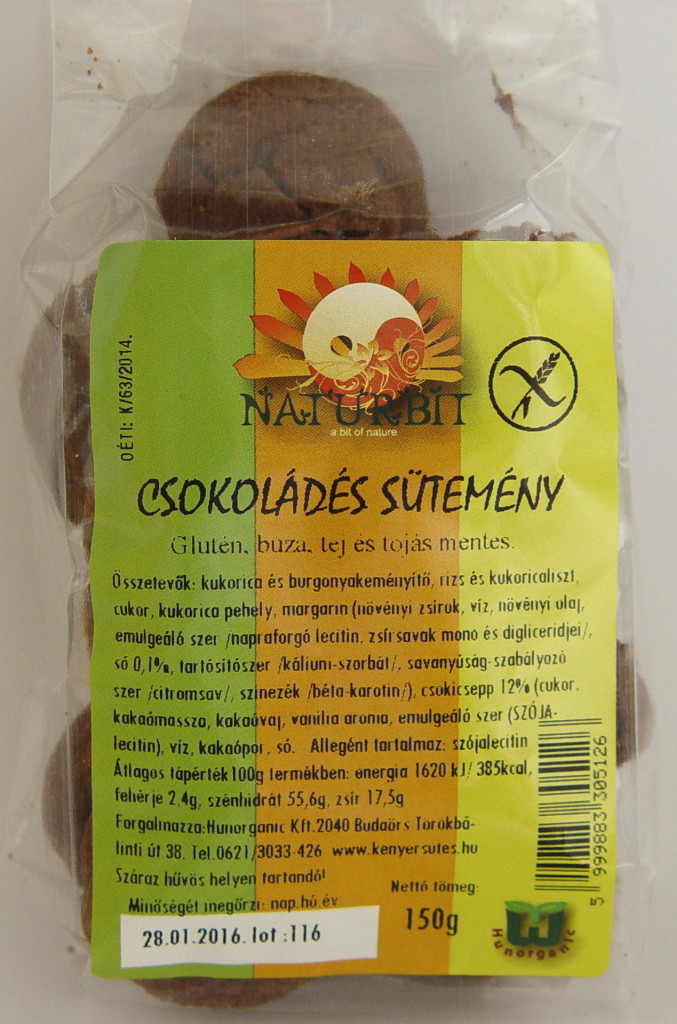 OÉTI: K/63/2014.
NATURBIT
a bit of nature
CSOKOLÁDÉS SÜTEMÉNY
Glutén, búza, tej és tojás mentes.
Összetevők: kukorica és burgonyakeményítő, rizs és kukoricaliszt,
cukor, kukorica pehely, margarin (növényi zsírok, víz, növényi olaj,
emulgeáló szer /napraforgó lecitin, zsírsavak mono és digliceridjei/,
só 0,1%, tartósítószer /kálium-szorbát/, savanyúság-szabályozó
szer /citromsav/, színezék /béta-karotin/), csokicsepp 12% (cukor,
kakaómassza, kakaóvaj, vanília aroma, emulgeáló szer (SZÓJA-
lecitin), víz, kakaópor, só. Allegént tartalmaz: szójalecitin
Átlagos tápérték100g termékben: energia 1620 kJ/ 385kcal,
fehérje 2,4g, szénhidrát 55,6g, zsír 17,5g
Forgalmazza:Hunorganic Kft.2040 Budaörs Törökbá-
linti út 38. Tel.0621/3033-426 www.kenyersutes.hu
Száraz hűvös helyen tartandó!
Minőségét megőrzi: nap.hó.év
28.01.2016. lot :116
Nettó tömeg:
150g
5 999883 305126
Hunorganic